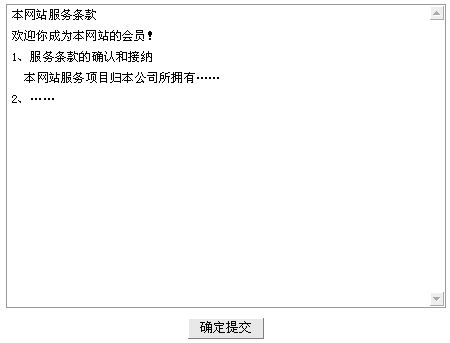 本网站服务条款
欢迎你成为本网站的会员！
1、服务条款的确认和接纳
本网站服务项目归本公司所拥有……
2、……
确定提交